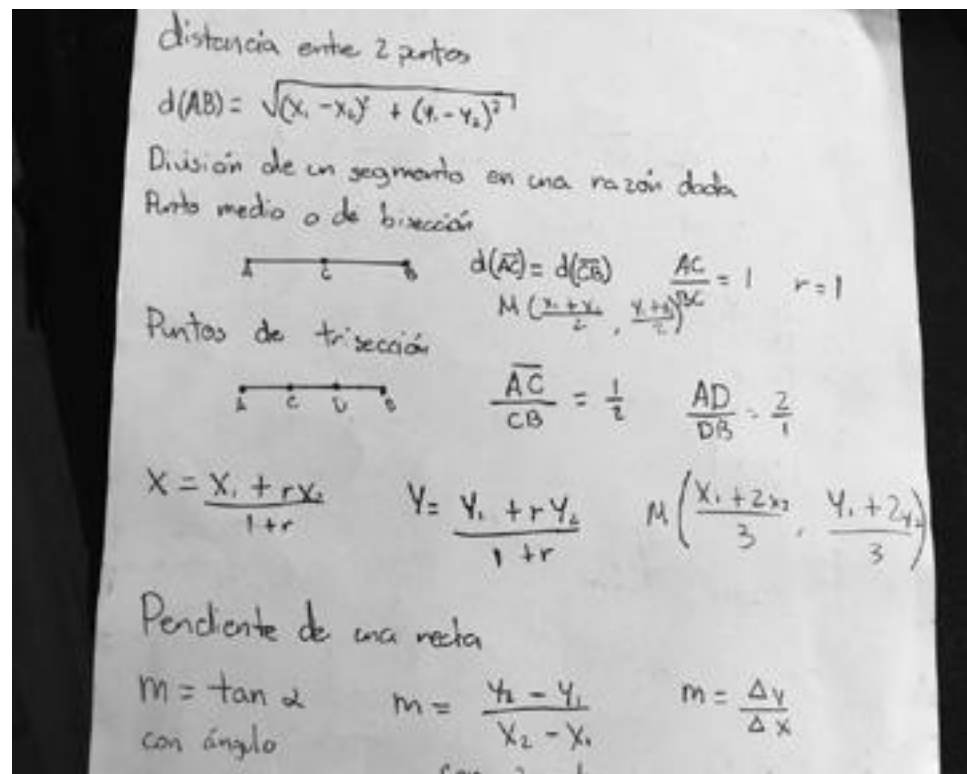 distancia entre 2 puntos
d(AB) = √(x₁ - x₂)² + (y₁ - y₂)²
División de un segmento en una razón dada
Punto medio o de bisección
A C B d(A̅C̅) = d(C̅B̅) AC/BC = 1 r = 1
M (x₁ + x₂/2, y₁ + y₂/2)
Puntos de trisección
A C D B A̅C̅/CB = 1/2 AD/DB = 2/1
X = X₁ + rX₂/1+r Y = Y₁ + rY₂/1+r M (X₁ + 2x₂/3, Y₁ + 2y₂/3)
Pendiente de una recta
m = tan α m = Y₂ - Y₁/X₂ - X₁ m = Δy/Δx
con ángulo